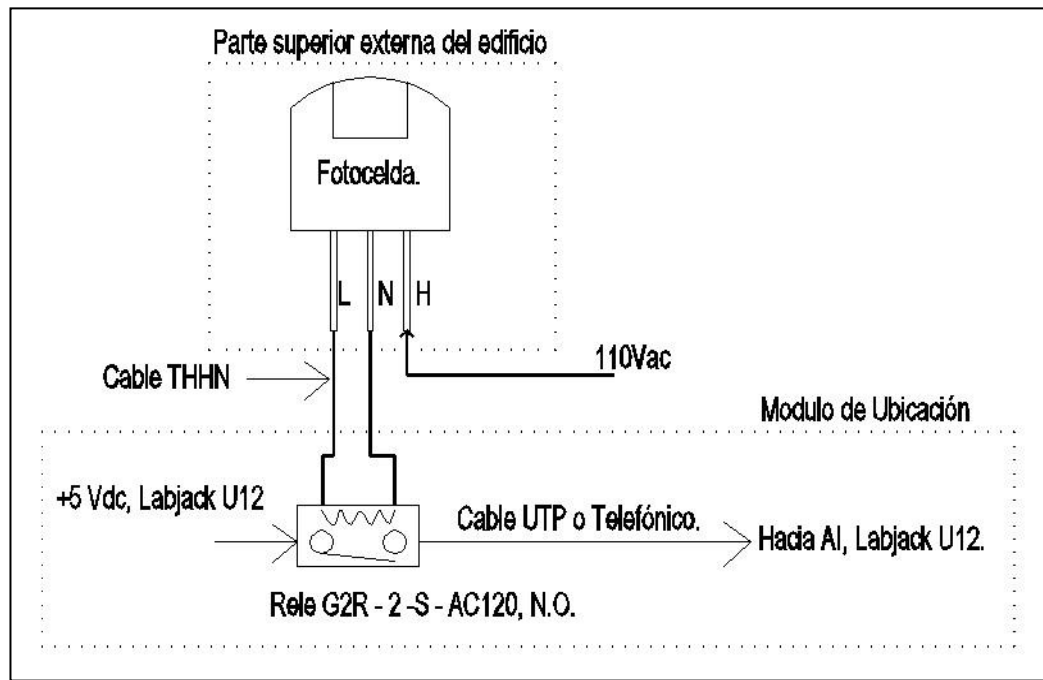 Parte superior externa del edificio
Fotocelda.
L N H
110Vac
Cable THHN
Modulo de Ubicación
+5 Vdc, Labjack U12
Cable UTP o Telefónico.
Hacia AI, Labjack U12.
Rele G2R - 2 -S - AC120, N.O.